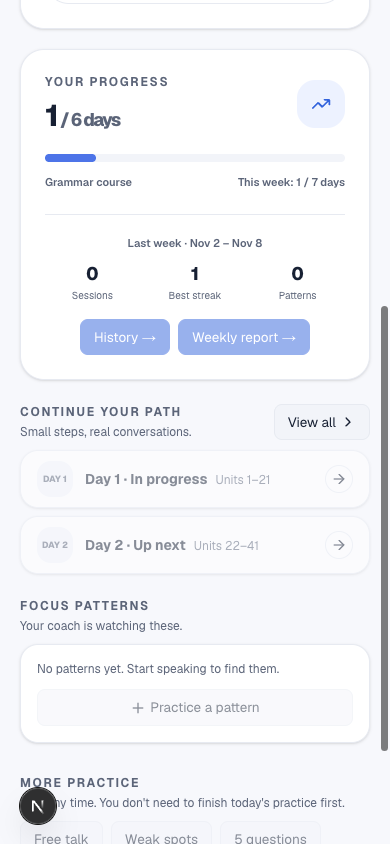 YOUR PROGRESS
1 / 6 days
Grammar course
This week: 1 / 7 days
Last week · Nov 2 – Nov 8
0 1 0
Sessions Best streak Patterns
History → Weekly report →
CONTINUE YOUR PATH
View all
Small steps, real conversations.
DAY 1 Day 1 · In progress Units 1–21
DAY 2 Day 2 · Up next Units 22–41
FOCUS PATTERNS
Your coach is watching these.
No patterns yet. Start speaking to find them.
+ Practice a pattern
MORE PRACTICE
N
time. You don't need to finish today's practice first.
Free talk Weak spots 5 questions